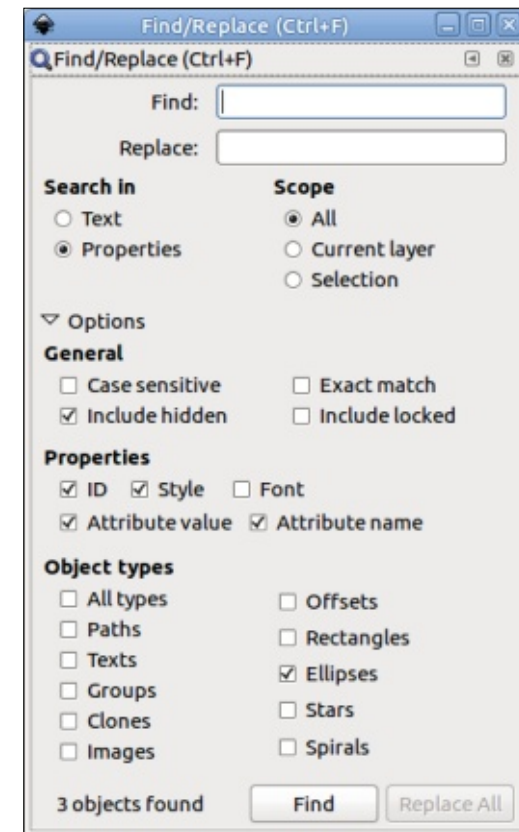 Find/Replace (Ctrl+F)
Find/Replace (Ctrl+F)
Find:
Replace:
Search in
Scope
Text
All
Properties
Current layer
Selection
Options
General
Case sensitive
Exact match
Include hidden
Include locked
Properties
ID Style Font
Attribute value Attribute name
Object types
All types
Offsets
Paths
Rectangles
Texts
Ellipses
Groups
Stars
Clones
Spirals
Images
3 objects found Find Replace All